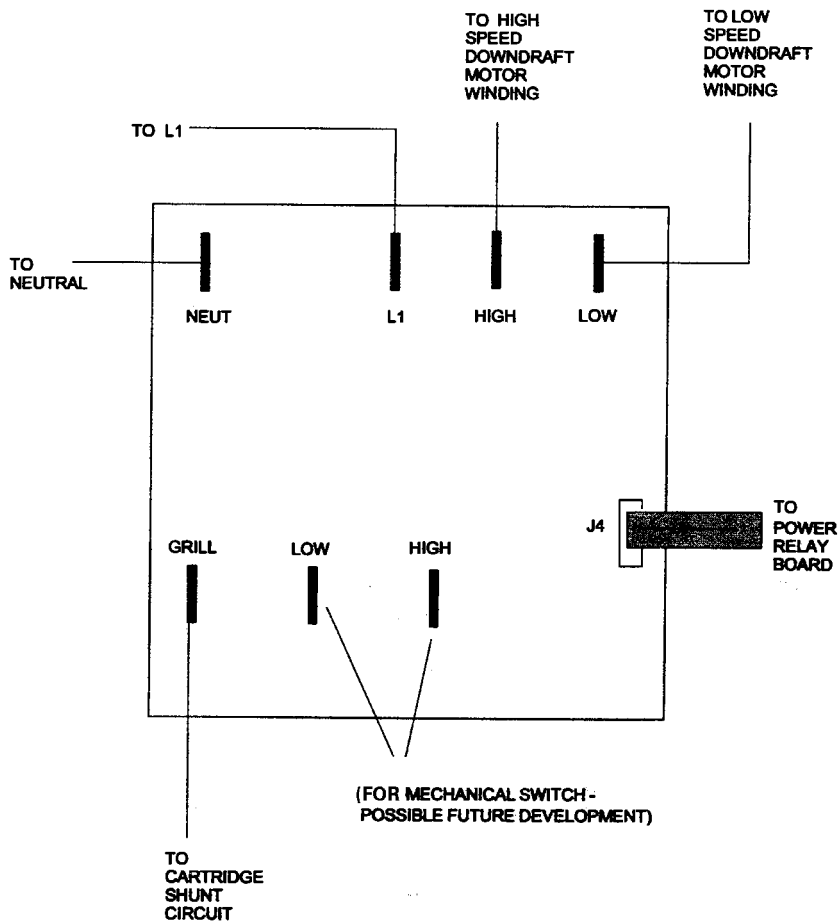 TO HIGH
SPEED
DOWNDRAFT
MOTOR
WINDING
TO LOW
SPEED
DOWNDRAFT
MOTOR
WINDING
TO L1
TO
NEUTRAL
NEUT
L1
HIGH
LOW
J4
TO
POWER
RELAY
BOARD
GRILL
LOW
HIGH
(FOR MECHANICAL SWITCH -
POSSIBLE FUTURE DEVELOPMENT)
TO
CARTRIDGE
SHUNT
CIRCUIT